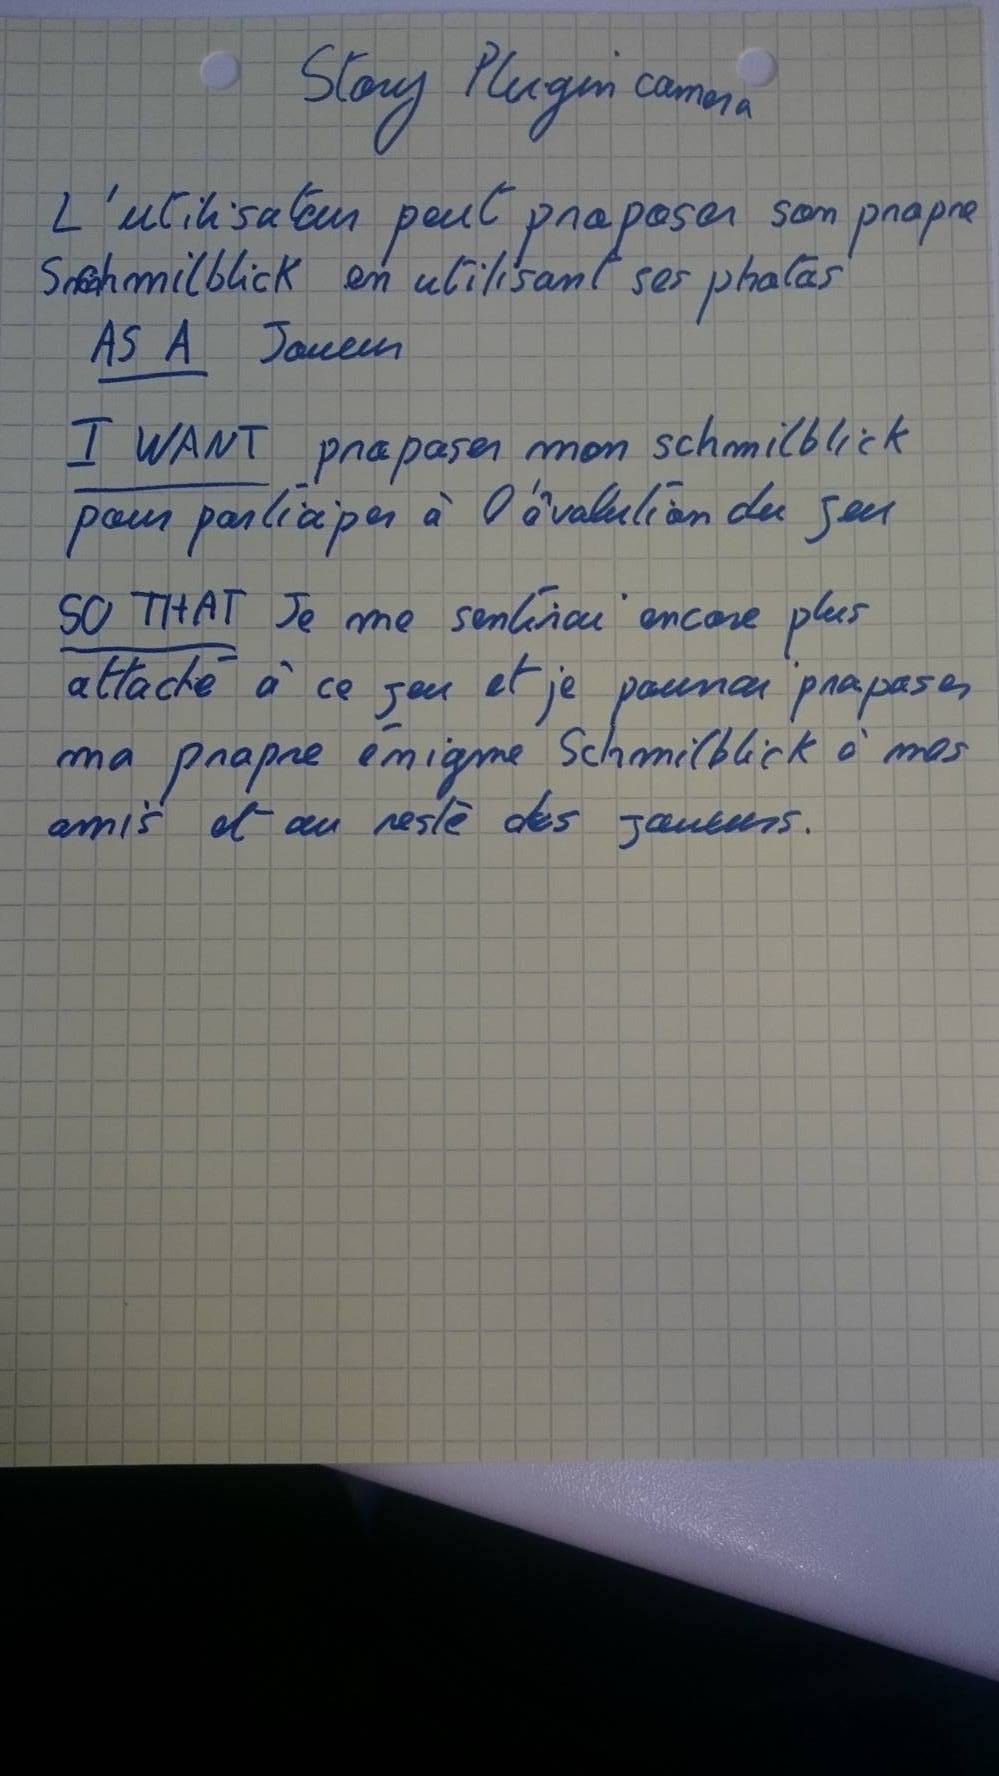 Story Plugin camera
L'utilisateur peut proposer son propre
Schmilblick en utilisant ses photos
AS A Joueur
I WANT proposer mon schmilblick
pour participer à l'évolution du jeu
SO THAT Je me sentirai encore plus
attaché à ce jeu et je pourrai proposer
ma propre énigme Schmilblick à mes
amis et au reste des joueurs.